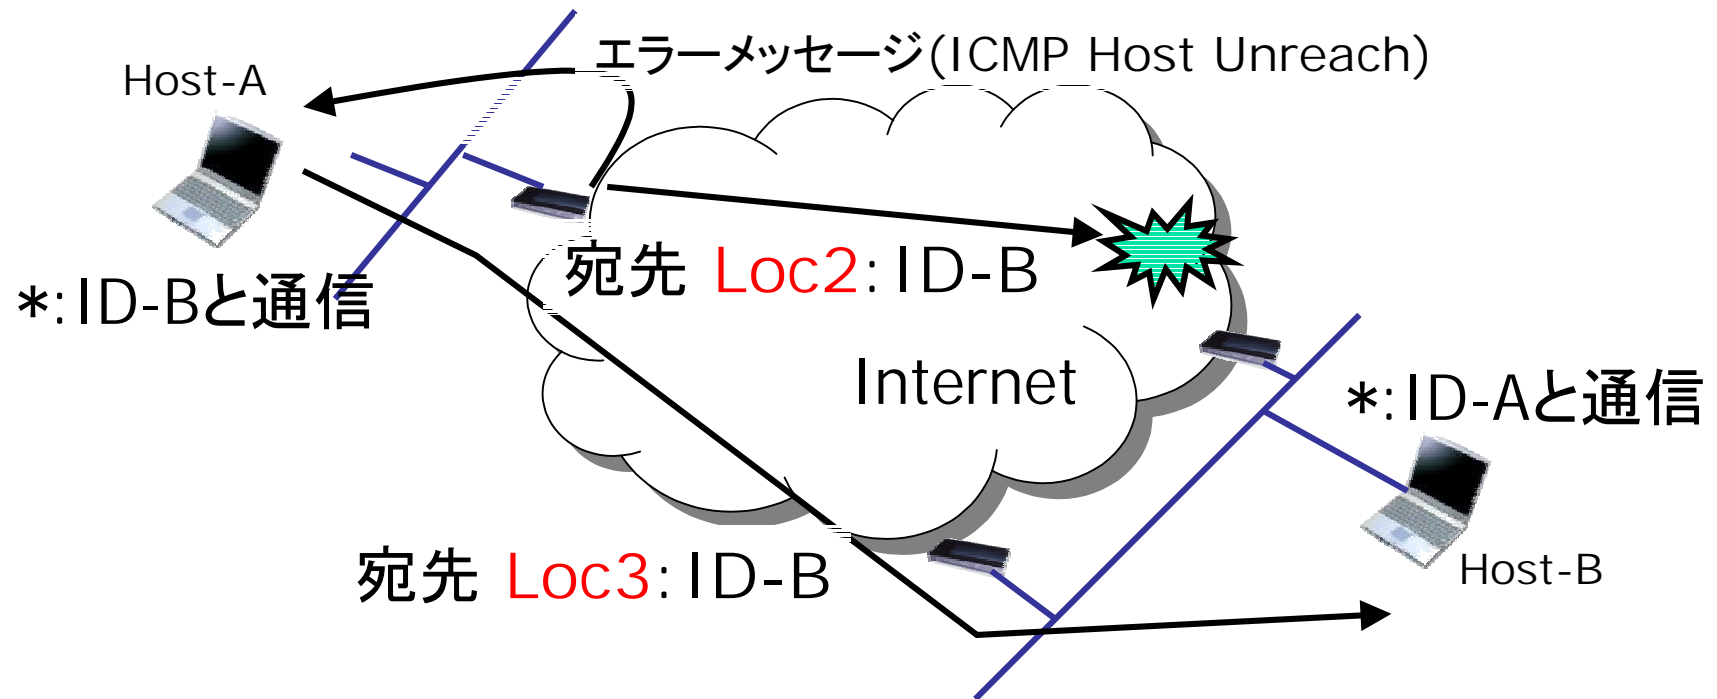 エラーメッセージ(ICMP Host Unreach)
Host-A
宛先 Loc2:ID-B
*:ID-Bと通信
Internet
*:ID-Aと通信
宛先 Loc3:ID-B
Host-B